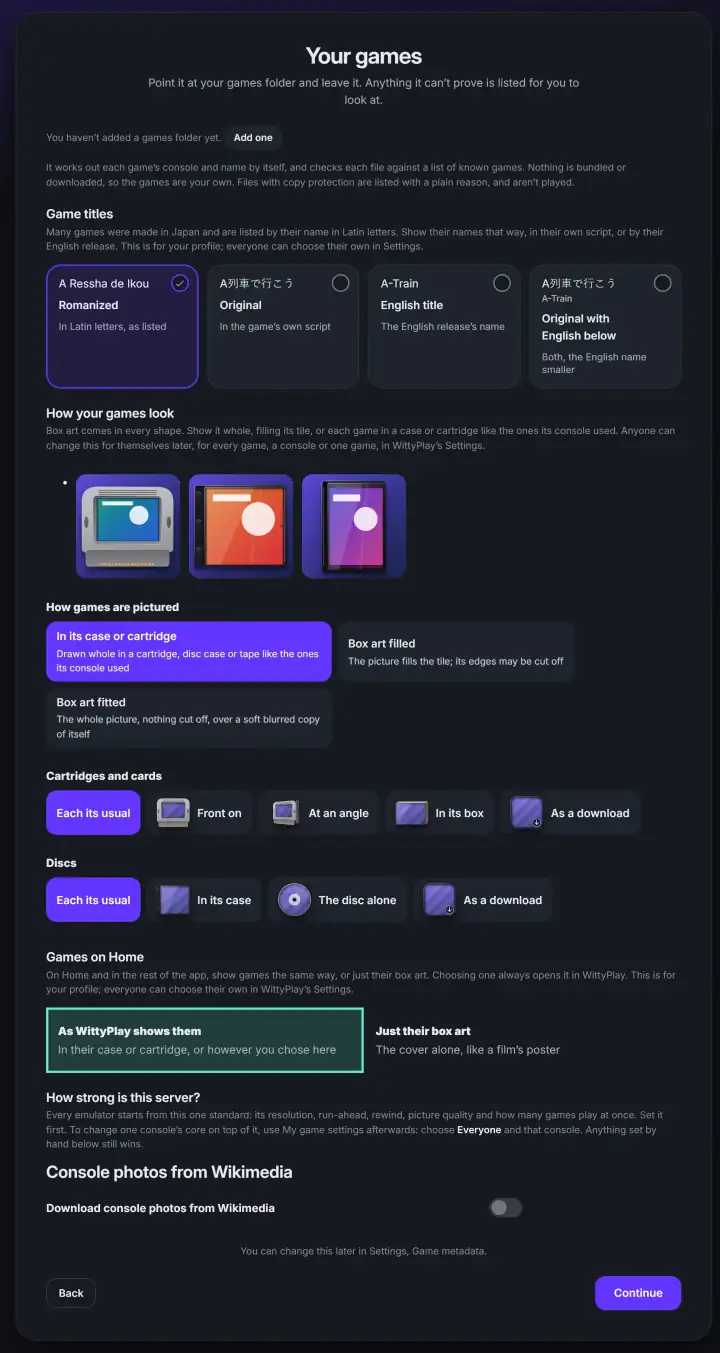 Your games
Point it at your games folder and leave it. Anything it can't prove is listed for you to
look at.
You haven't added a games folder yet. Add one
It works out each game's console and name by itself, and checks each file against a list of known games. Nothing is bundled or
downloaded, so the games are your own. Files with copy protection are listed with a plain reason, and aren't played.
Game titles
Many games were made in Japan and are listed by their name in Latin letters. Show their names that way, in their own script, or by their
English release. This is for your profile; everyone can choose their own in Settings.
A Ressha de Ikou
Romanized
In Latin letters, as listed
A列車で行こう
Original
In the game's own script
A-Train
English title
The English release's name
A列車で行こう
A-Train
Original with
English below
Both, the English name
smaller
How your games look
Box art comes in every shape. Show it whole, filling its tile, or each game in a case or cartridge like the ones its console used. Anyone can
change this for themselves later, for every game, a console or one game, in WittyPlay's Settings.
How games are pictured
In its case or cartridge
Drawn whole in a cartridge, disc case or tape like the ones
its console used
Box art filled
The picture fills the tile; its edges may be cut off
Box art fitted
The whole picture, nothing cut off, over a soft blurred copy
of itself
Cartridges and cards
Each its usual
Front on
At an angle
In its box
As a download
Discs
Each its usual
In its case
The disc alone
As a download
Games on Home
On Home and in the rest of the app, show games the same way, or just their box art. Choosing one always opens it in WittyPlay. This is for
your profile; everyone can choose their own in WittyPlay's Settings.
As WittyPlay shows them
In their case or cartridge, or however you chose here
Just their box art
The cover alone, like a film's poster
How strong is this server?
Every emulator starts from this one standard: its resolution, run-ahead, rewind, picture quality and how many games play at once. Set it
first. To change one console's core on top of it, use My game settings afterwards: choose Everyone and that console. Anything set by
hand below still wins.
Console photos from Wikimedia
Download console photos from Wikimedia
You can change this later in Settings, Game metadata.
Back
Continue